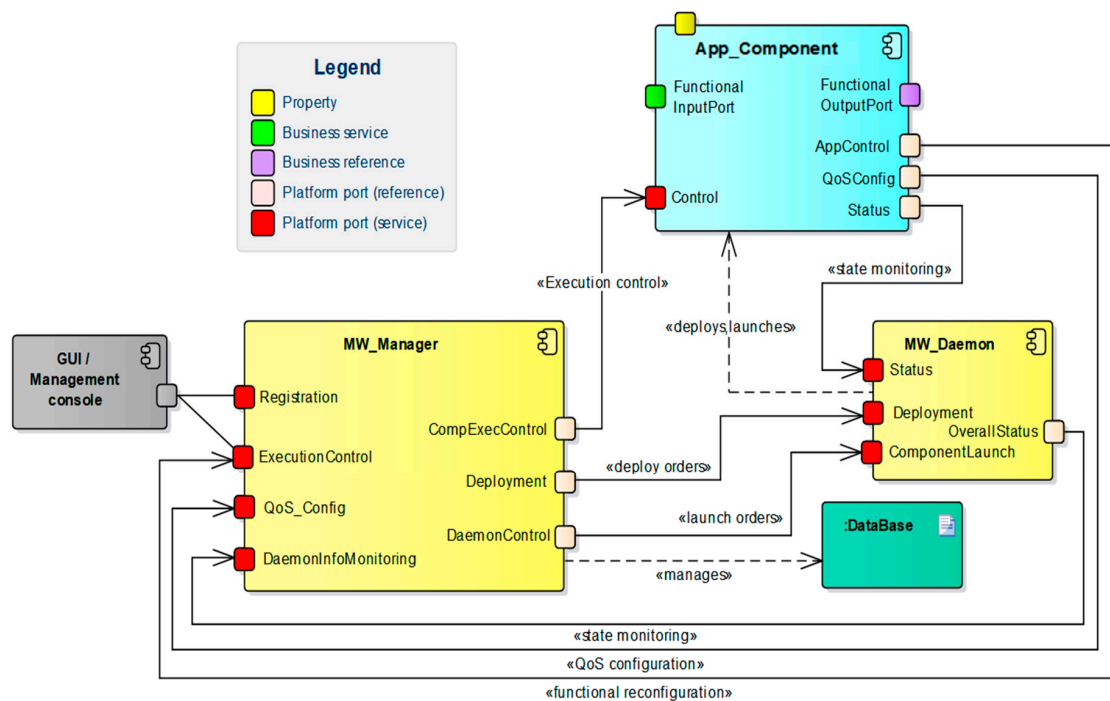 Legend
Property
Business service
Business reference
Platform port (reference)
Platform port (service)
App_Component
Functional
InputPort
Functional
OutputPort
AppControl
QoSConfig
Status
Control
«state monitoring»
«Execution control»
«deploys launches»
GUI /
Management
console
MW_Manager
Registration
ExecutionControl
QoS_Config
DaemonInfoMonitoring
CompExecControl
Deployment
DaemonControl
MW_Daemon
Status
Deployment
OverallStatus
ComponentLaunch
«deploy orders»
«launch orders»
:DataBase
«manages»
«state monitoring»
«QoS configuration»
«functional reconfiguration»